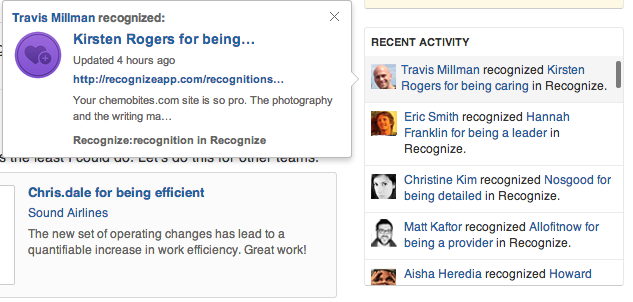 Travis Millman recognized:
Kirsten Rogers for being…
Updated 4 hours ago
http://recognizeapp.com/recognitions…
Your chemobites.com site is so pro. The photography
and the writing ma…
Recognize:recognition in Recognize
the least I could do. Let's do this for other teams.
Chris.dale for being efficient
Sound Airlines
The new set of operating changes has lead to a
quantifiable increase in work efficiency. Great work!
RECENT ACTIVITY
Travis Millman recognized Kirsten
Rogers for being caring in Recognize.
Eric Smith recognized Hannah
Franklin for being a leader in
Recognize.
Christine Kim recognized Nosgood for
being detailed in Recognize.
Matt Kaftor recognized Allofitnow for
being a provider in Recognize.
Aisha Heredia recognized Howard